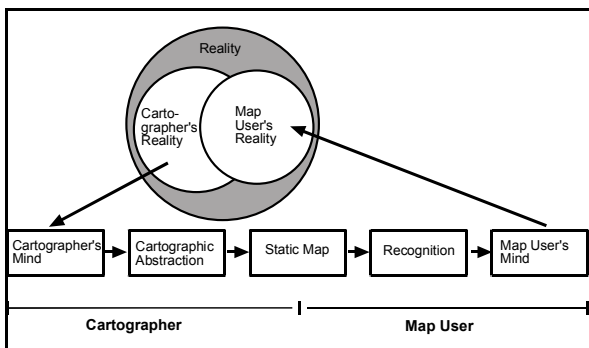 Reality
Carto-
grapher's
Reality
Map
User's
Reality
Cartographer's
Mind
Cartographic
Abstraction
Static Map
Recognition
Map User's
Mind
Cartographer
Map User